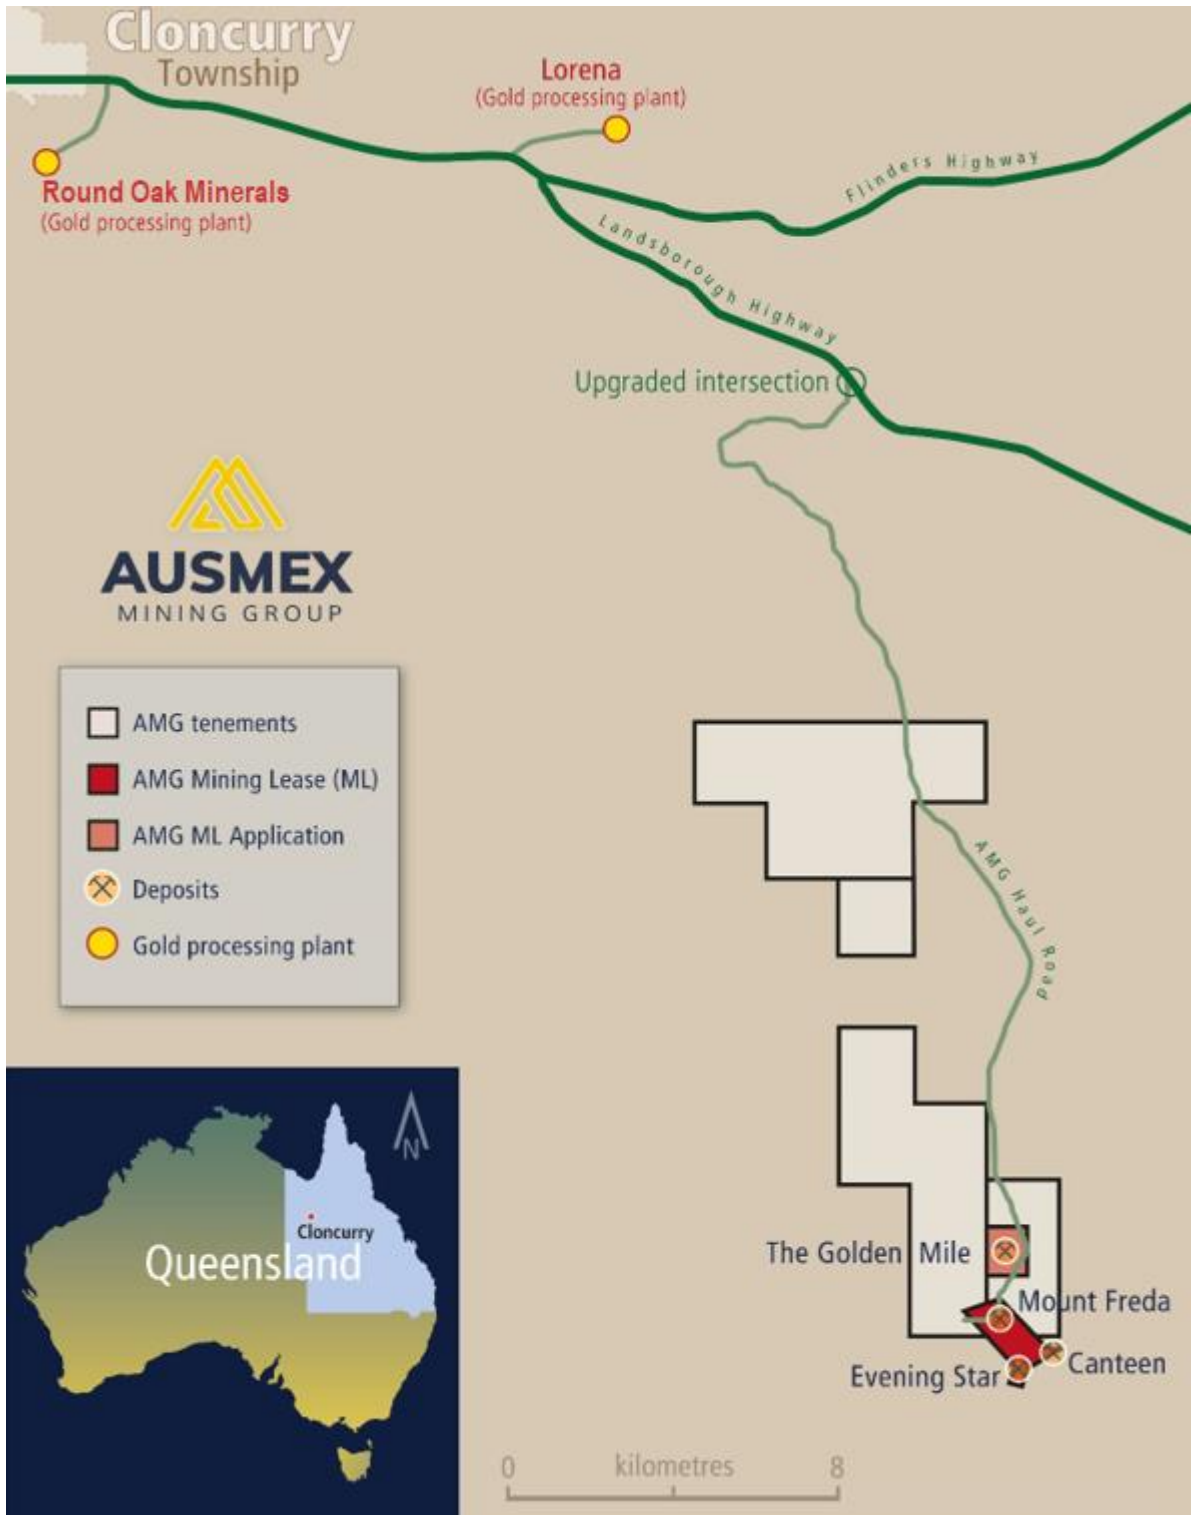 Cloncurry
Township
Lorena
(Gold processing plant)
Round Oak Minerals
(Gold processing plant)
Flinders Highway
Landsborough Highway
Upgraded intersection
AUSMEX
MINING GROUP
AMG tenements
AMG Mining Lease (ML)
AMG ML Application
Deposits
Gold processing plant
AMG Haul Road
N
Cloncurry
Queensland
The Golden Mile
Mount Freda
Canteen
Evening Star
0 kilometres 8